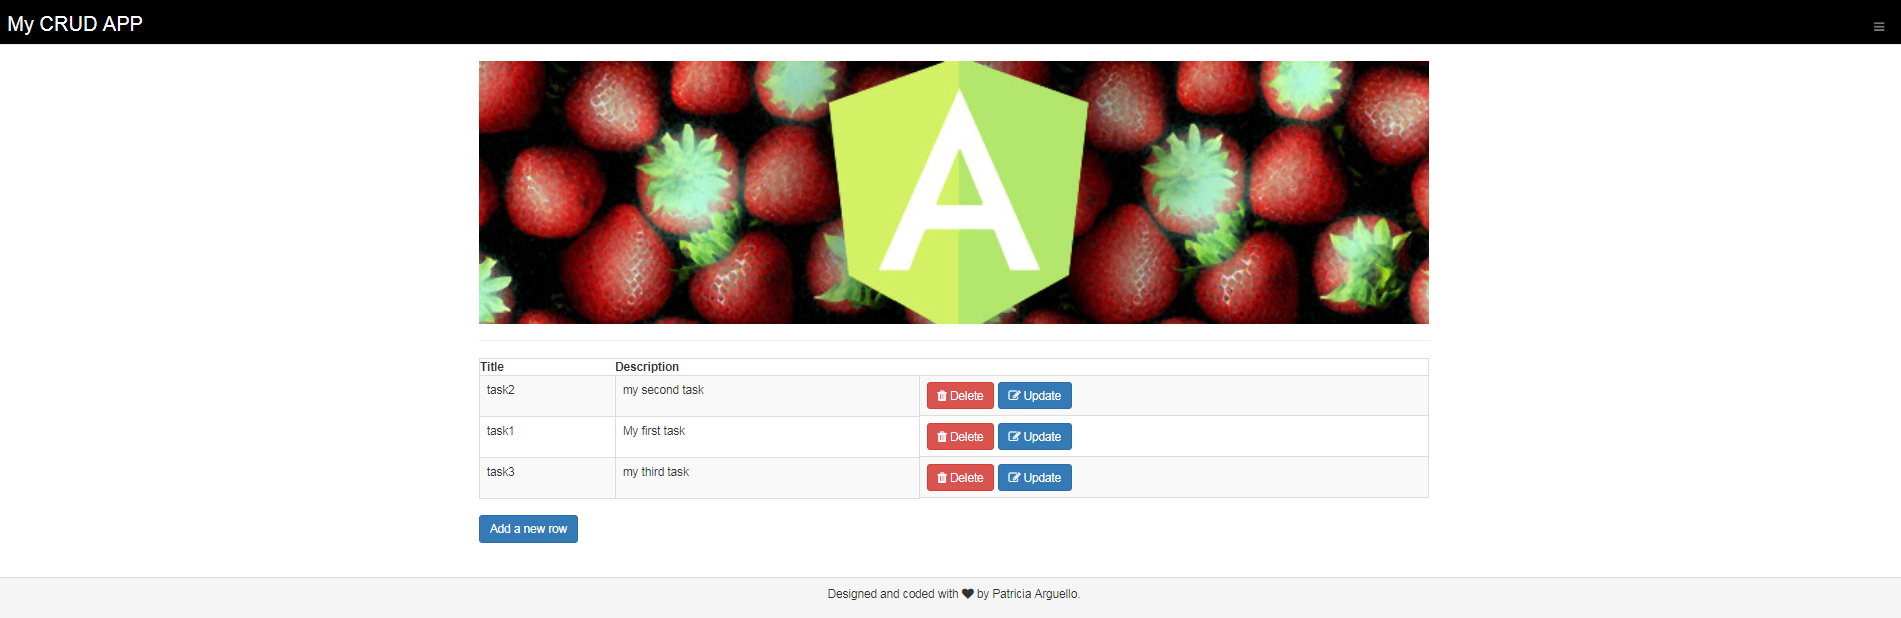 My CRUD APP
A
Title Description
task2 my second task Delete Update
task1 My first task Delete Update
task3 my third task Delete Update
Add a new row
Designed and coded with ♥ by Patricia Arguello.